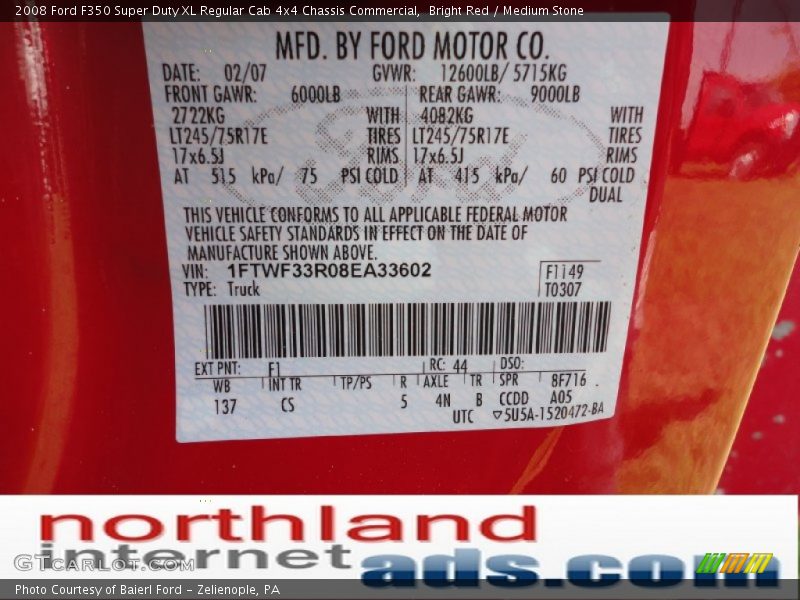 2008 Ford F350 Super Duty XL Regular Cab 4x4 Chassis Commercial, Bright Red / Medium Stone
MFD. BY FORD MOTOR CO.
DATE: 02/07 GVWR: 12600LB/ 5715KG
FRONT GAWR: 6000LB REAR GAWR: 9000LB
2722KG WITH 4082KG WITH
LT245/75R17E TIRES LT245/75R17E TIRES
17x6.5J RIMS 17x6.5J RIMS
AT 515 kPa/ 75 PSI COLD AT 415 kPa/ 60 PSI COLD
DUAL
THIS VEHICLE CONFORMS TO ALL APPLICABLE FEDERAL MOTOR
VEHICLE SAFETY STANDARDS IN EFFECT ON THE DATE OF
MANUFACTURE SHOWN ABOVE.
VIN: 1FTWF33R08EA33602 F1149
TYPE: Truck T0307
EXT PNT: F1 RC: 44 DSO:
WB INT TR TP/PS R AXLE TR SPR 8F716
137 CS 5 4N B CCDD A05
UTC 5U5A-1520472-BA
northland
internet ads.com
GTCARLOT.COM
Photo Courtesy of Baierl Ford - Zelienople, PA